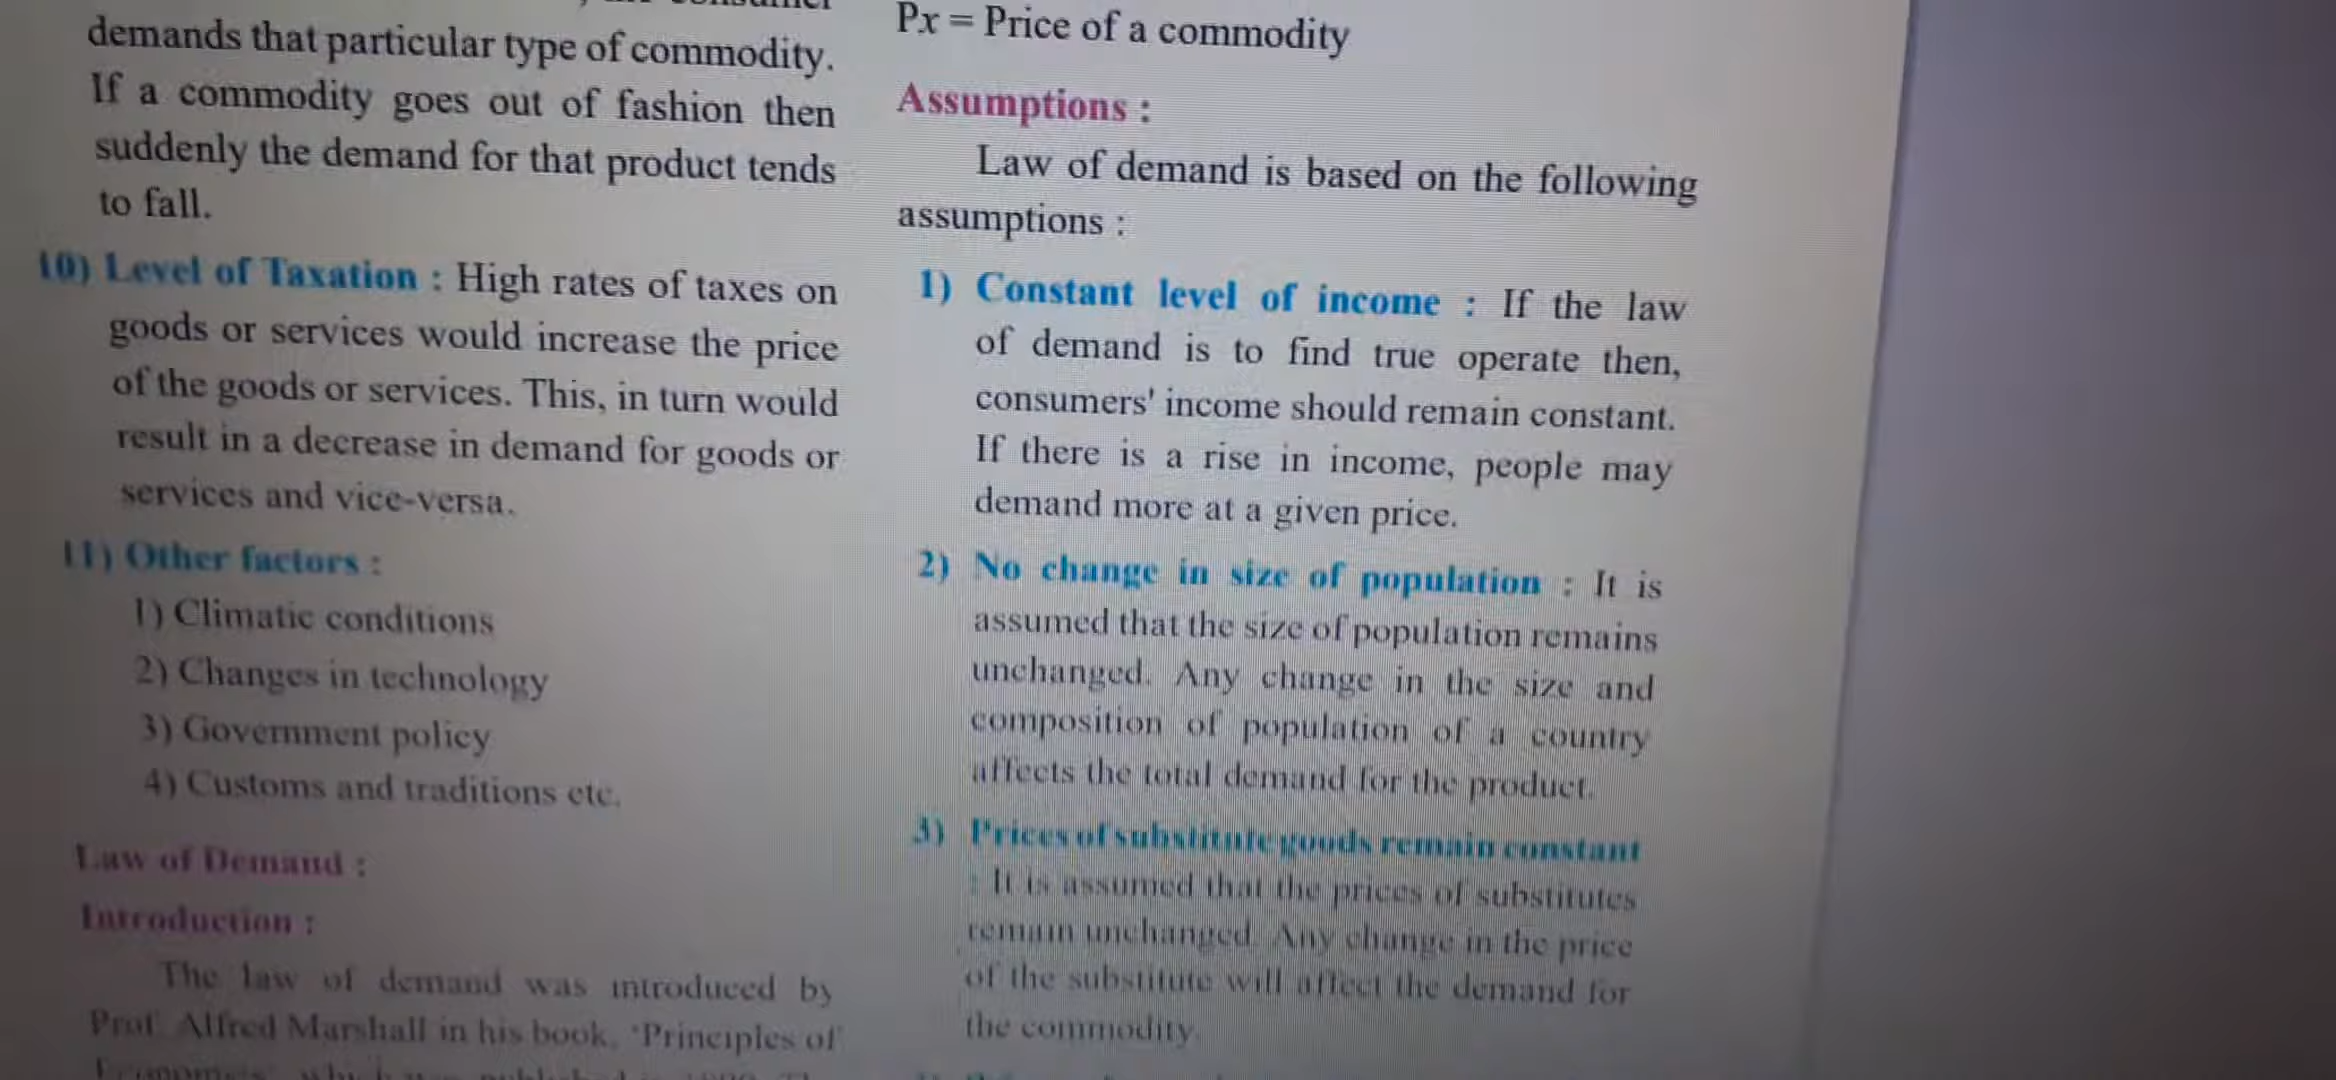 demands that particular type of commodity.
If a commodity goes out of fashion then
suddenly the demand for that product tends
to fall.
10) Level of Taxation : High rates of taxes on
goods or services would increase the price
of the goods or services. This, in turn would
result in a decrease in demand for goods or
services and vice-versa.
11) Other factors :
1) Climatic conditions
2) Changes in technology
3) Government policy
4) Customs and traditions etc.
Law of Demand :
Introduction :
The law of demand was introduced by
Prof. Alfred Marshall in his book, 'Principles of
Px = Price of a commodity
Assumptions :
Law of demand is based on the following
assumptions :
1) Constant level of income : If the law
of demand is to find true operate then,
consumers' income should remain constant.
If there is a rise in income, people may
demand more at a given price.
2) No change in size of population : It is
assumed that the size of population remains
unchanged. Any change in the size and
composition of population of a country
affects the total demand for the product.
3) Prices of substitute goods remain constant
: It is assumed that the prices of substitutes
remain unchanged. Any change in the price
of the substitute will affect the demand for
the commodity.